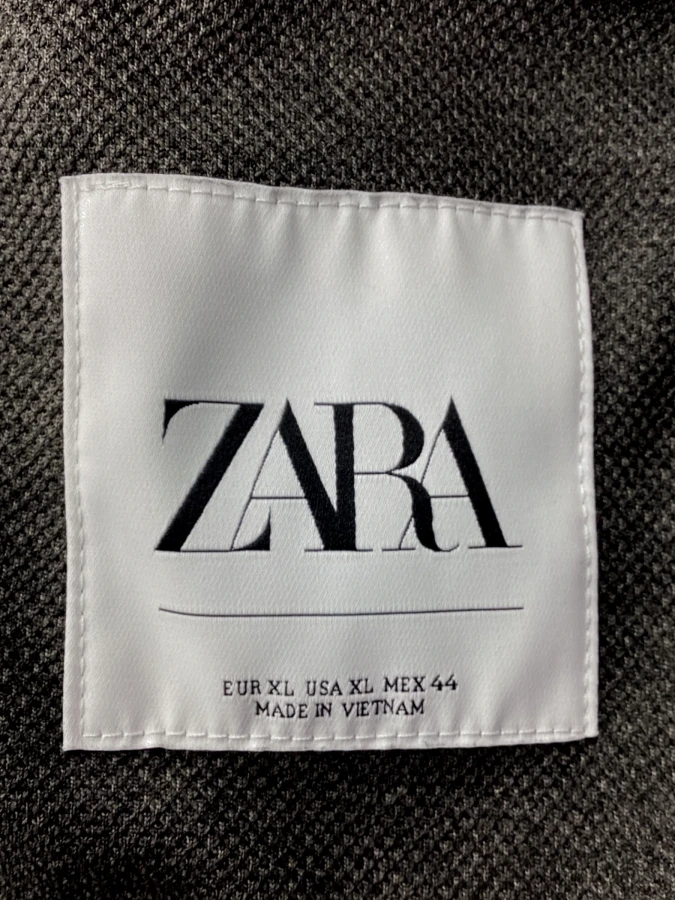 ZARA
EUR XL USA XL MEX 44
MADE IN VIETNAM